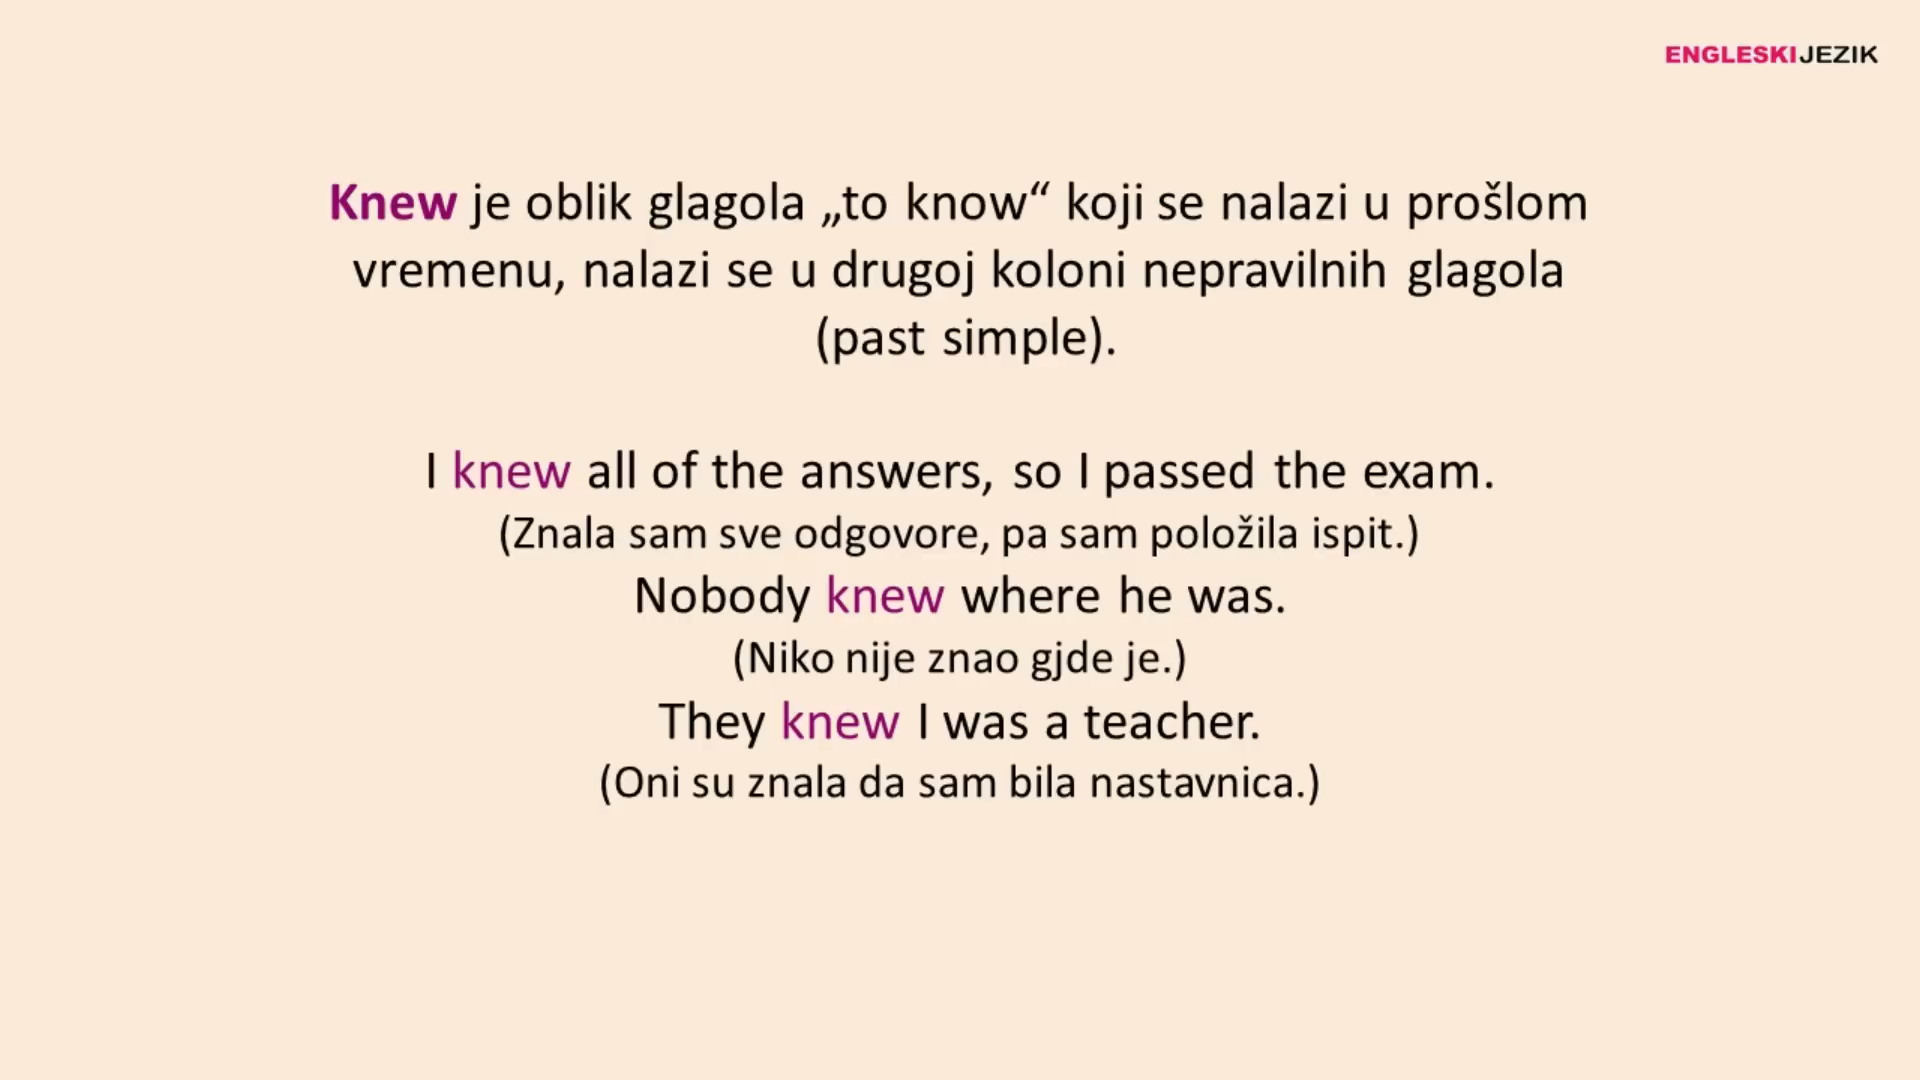 ENGLESKIJEZIK
Knew je oblik glagola „to know“ koji se nalazi u prošlom
vremenu, nalazi se u drugoj koloni nepravilnih glagola
(past simple).
I knew all of the answers, so I passed the exam.
(Znala sam sve odgovore, pa sam položila ispit.)
Nobody knew where he was.
(Niko nije znao gjde je.)
They knew I was a teacher.
(Oni su znala da sam bila nastavnica.)